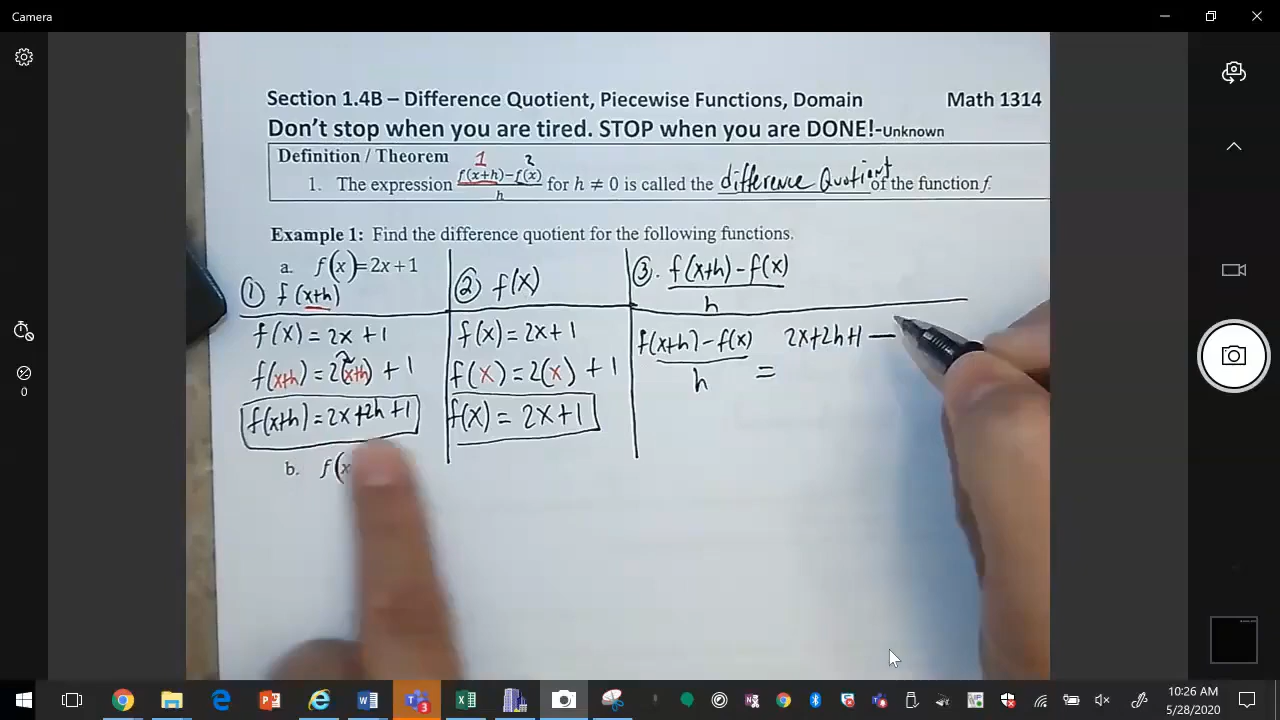 Camera
Section 1.4B – Difference Quotient, Piecewise Functions, Domain Math 1314
Don't stop when you are tired. STOP when you are DONE!-Unknown
Definition / Theorem 1 2
1. The expression f(x+h)−f(x)/h for h ≠ 0 is called the difference Quotient of the function f.
Example 1: Find the difference quotient for the following functions.
a. f(x)=2x+1
① f(x+h) ② f(x) ③. f(x+h)-f(x)/h
f(x) = 2x+1 f(x) = 2x+1 f(x+h)-f(x)/h = 2x+2h+1 —
f(x+h) = 2(x+h) + 1 f(x) = 2(x) + 1
f(x+h) = 2x+2h+1 f(x) = 2x+1
b. f(x
0
3
10:26 AM
5/28/2020